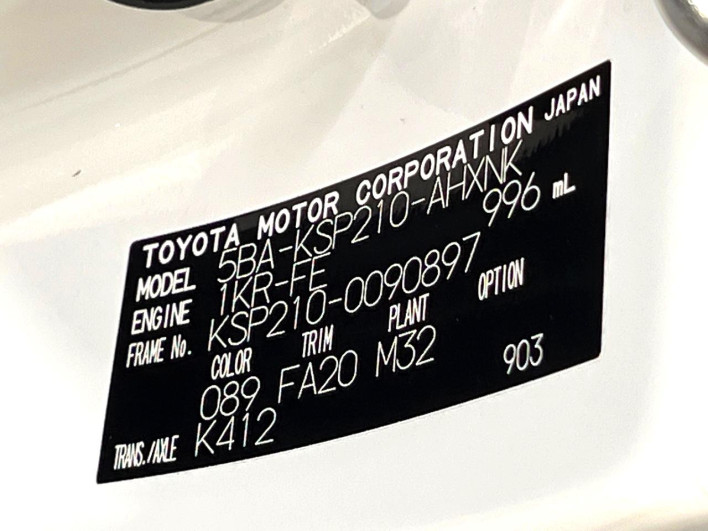 TOYOTA MOTOR CORPORATION JAPAN
MODEL 5BA-KSP210-AHXNK
ENGINE 1KR-FE 996 mL
FRAME No. KSP210-0090897
COLOR TRIM PLANT OPTION
089 FA20 M32 903
TRANS./AXLE K412